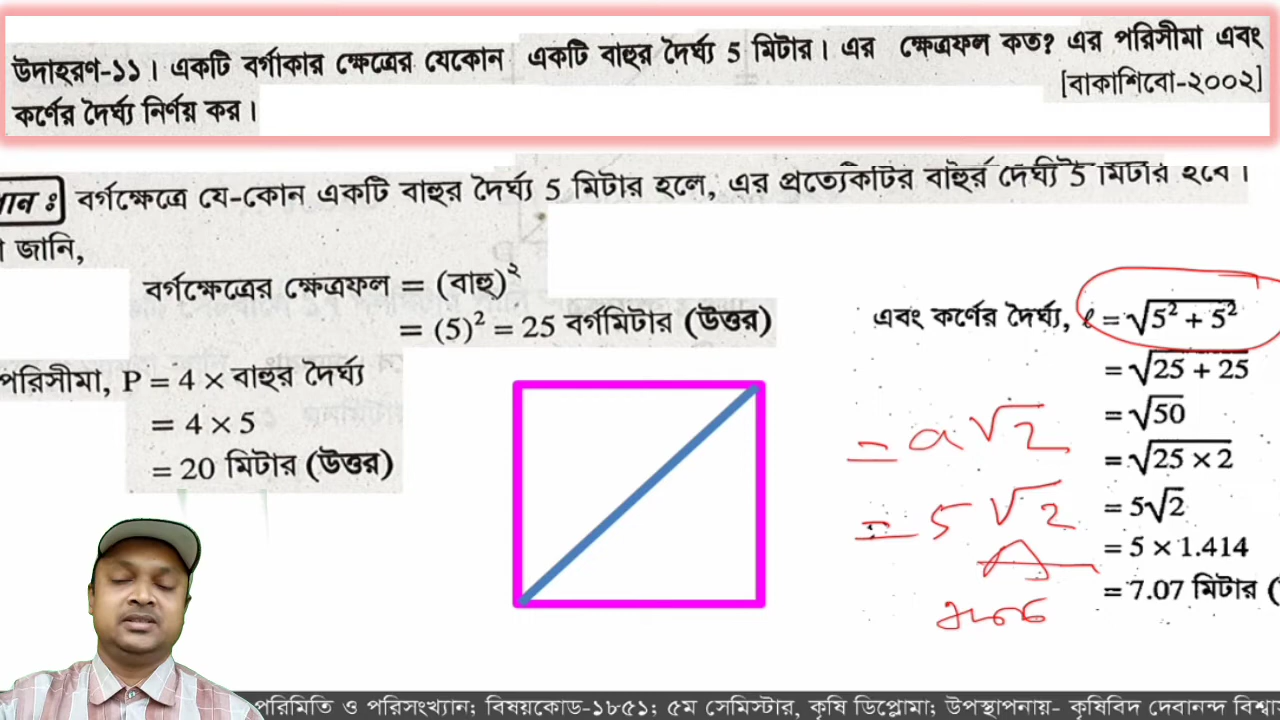 উদাহরণ-১১। একটি বর্গাকার ক্ষেত্রের যেকোন একটি বাহুর দৈর্ঘ্য 5 মিটার। এর ক্ষেত্রফল কত? এর পরিসীমা এবং
কর্ণের দৈর্ঘ্য নির্ণয় কর।
[বাকাশিবো-২০০২]
ান ঃ বর্গক্ষেত্রে যে-কোন একটি বাহুর দৈর্ঘ্য 5 মিটার হলে, এর প্রত্যেকটির বাহুর দৈর্ঘ্য 5 মিটার হবে।
জানি,
বর্গক্ষেত্রের ক্ষেত্রফল = (বাহু)²
= (5)² = 25 বর্গমিটার (উত্তর)
পরিসীমা, P = 4 × বাহুর দৈর্ঘ্য
= 4 × 5
= 20 মিটার (উত্তর)
এবং কর্ণের দৈর্ঘ্য, ℓ = √5² + 5²
= √25 + 25
= √50
= √25 × 2
= 5√2
= 5 × 1.414
= 7.07 মিটার (
= a√2
= 5√2
পরিমিতি ও পরিসংখ্যান; বিষয়কোড-১৮৫১; ৫ম সেমিস্টার, কৃষি ডিপ্লোমা; উপস্থাপনায়- কৃষিবিদ দেবানন্দ বিশ্বা